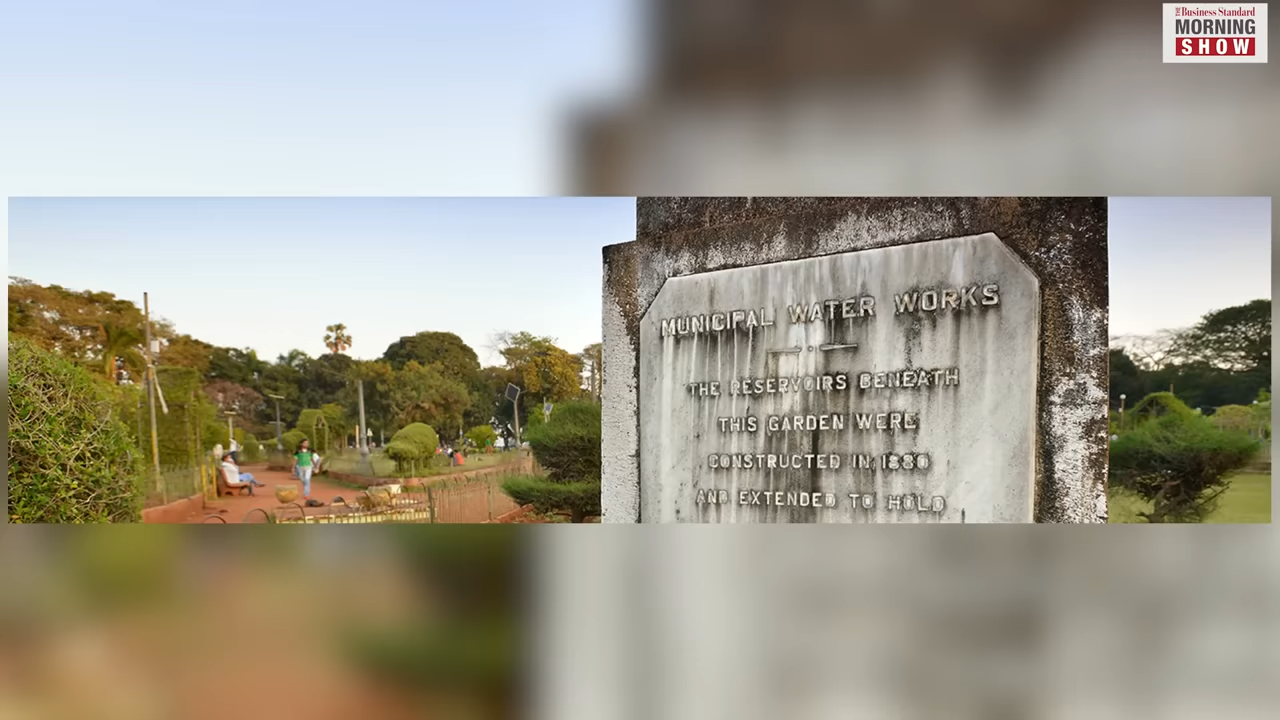 THE Business Standard
MORNING
SHOW
MUNICIPAL WATER WORKS
THE RESERVOIRS BENEATH
THIS GARDEN WERE
CONSTRUCTED IN 1880
AND EXTENDED TO HOLD